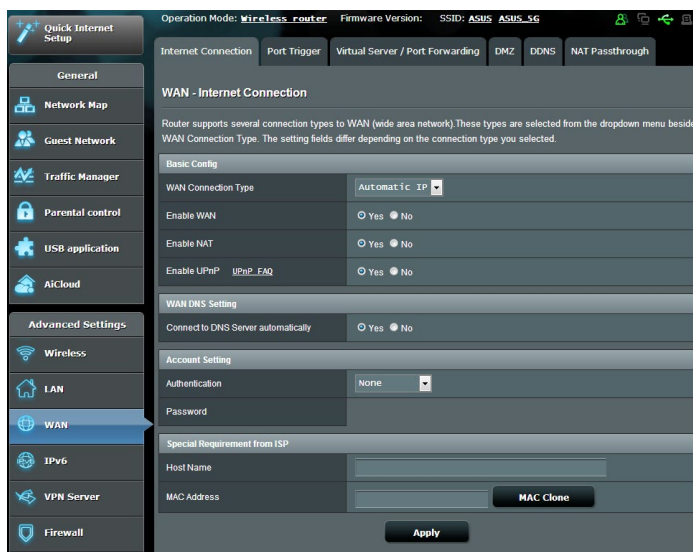 Quick Internet Setup
Operation Mode: Wireless router Firmware Version: SSID: ASUS ASUS_5G
Internet Connection Port Trigger Virtual Server / Port Forwarding DMZ DDNS NAT Passthrough
General
Network Map
Guest Network
Traffic Manager
Parental control
USB application
AiCloud
Advanced Settings
Wireless
LAN
WAN
IPv6
VPN Server
Firewall
WAN - Internet Connection
Router supports several connection types to WAN (wide area network).These types are selected from the dropdown menu beside
WAN Connection Type. The setting fields differ depending on the connection type you selected.
Basic Config
WAN Connection Type Automatic IP
Enable WAN Yes No
Enable NAT Yes No
Enable UPnP UPnP FAQ Yes No
WAN DNS Setting
Connect to DNS Server automatically Yes No
Account Setting
Authentication None
Password
Special Requirement from ISP
Host Name
MAC Address MAC Clone
Apply